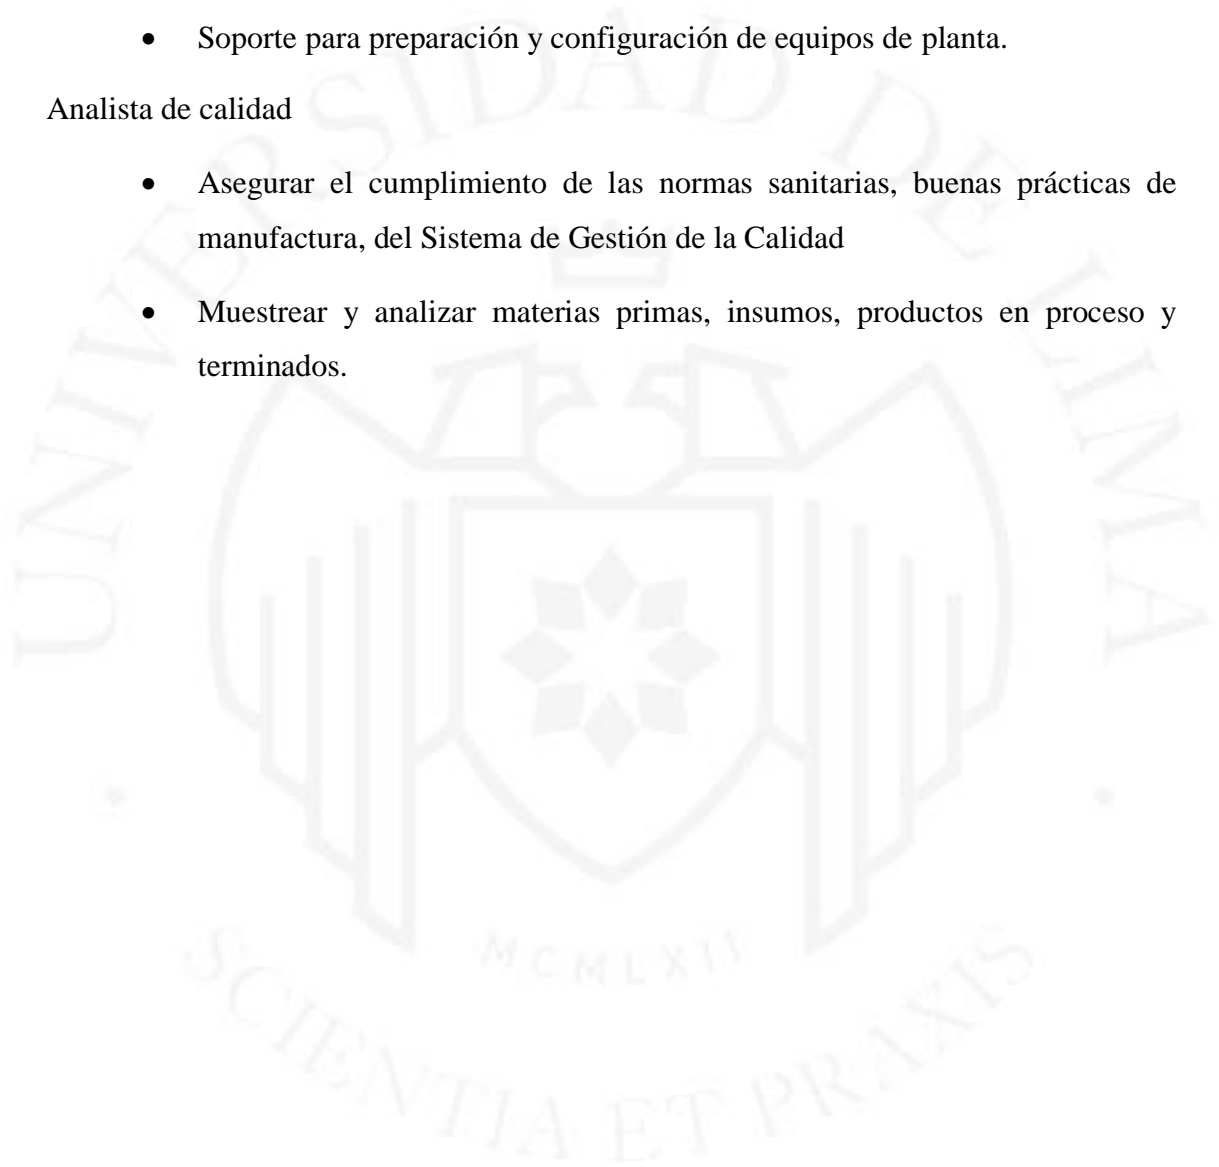 • Soporte para preparación y configuración de equipos de planta.
Analista de calidad
• Asegurar el cumplimiento de las normas sanitarias, buenas prácticas de
manufactura, del Sistema de Gestión de la Calidad
• Muestrear y analizar materias primas, insumos, productos en proceso y
terminados.
UNIVERSIDAD DE LIMA
MCMLXII
SCIENTIA ET PRAXIS